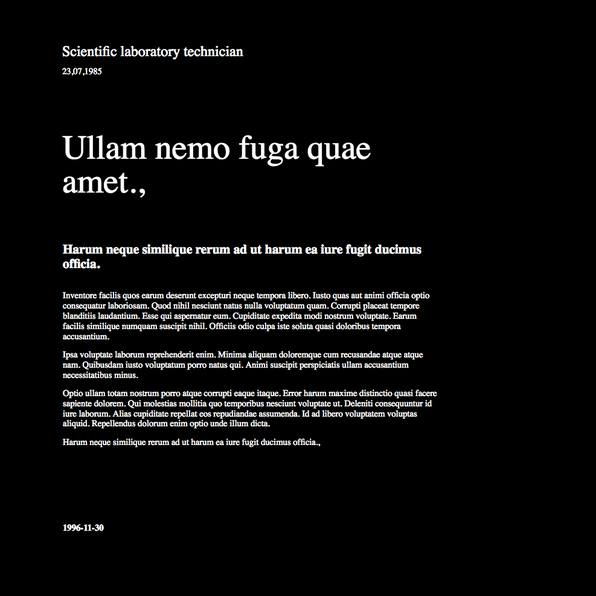 Scientific laboratory technician
23,07,1985
Ullam nemo fuga quae
amet.,
Harum neque similique rerum ad ut harum ea iure fugit ducimus
officia.
Inventore facilis quos earum deserunt excepturi neque tempora libero. Iusto quas aut animi officia optio
consequatur laboriosam. Quod nihil nesciunt natus nulla voluptatum quam. Corrupti placeat tempore
blanditiis laudantium. Esse qui aspernatur eum. Cupiditate expedita modi nostrum voluptate. Earum
facilis similique numquam suscipit nihil. Officiis odio culpa iste soluta quasi doloribus tempora
accusantium.
Ipsa voluptate laborum reprehenderit enim. Minima aliquam doloremque cum recusandae atque atque
nam. Quibusdam iusto voluptatum porro natus qui. Animi suscipit perspiciatis ullam accusantium
necessitatibus minus.
Optio ullam totam nostrum porro atque corrupti eaque itaque. Error harum maxime distinctio quasi facere
sapiente dolorem. Qui molestias mollitia quo temporibus nesciunt voluptate ut. Deleniti consequuntur id
iure laborum. Alias cupiditate repellat eos repudiandae assumenda. Id ad libero voluptatem voluptas
aliquid. Repellendus dolorum enim optio unde illum dicta.
Harum neque similique rerum ad ut harum ea iure fugit ducimus officia.,
1996-11-30